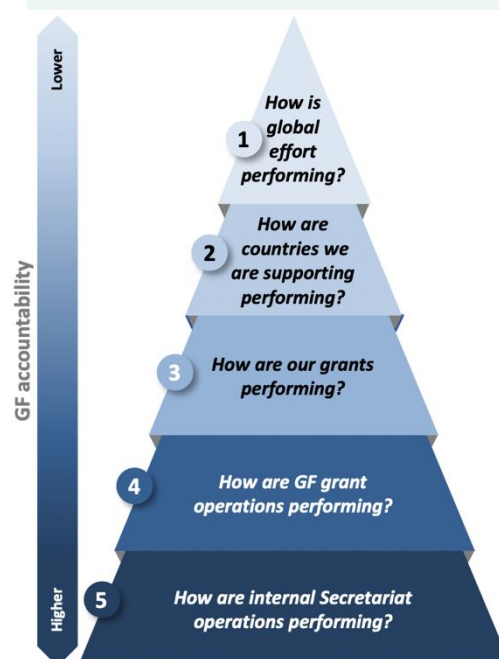 Lower
GF accountability
Higher
1
How is
global
effort
performing?
2
How are
countries we
are supporting
performing?
3
How are our grants
performing?
4
How are GF grant
operations performing?
5
How are internal Secretariat
operations performing?